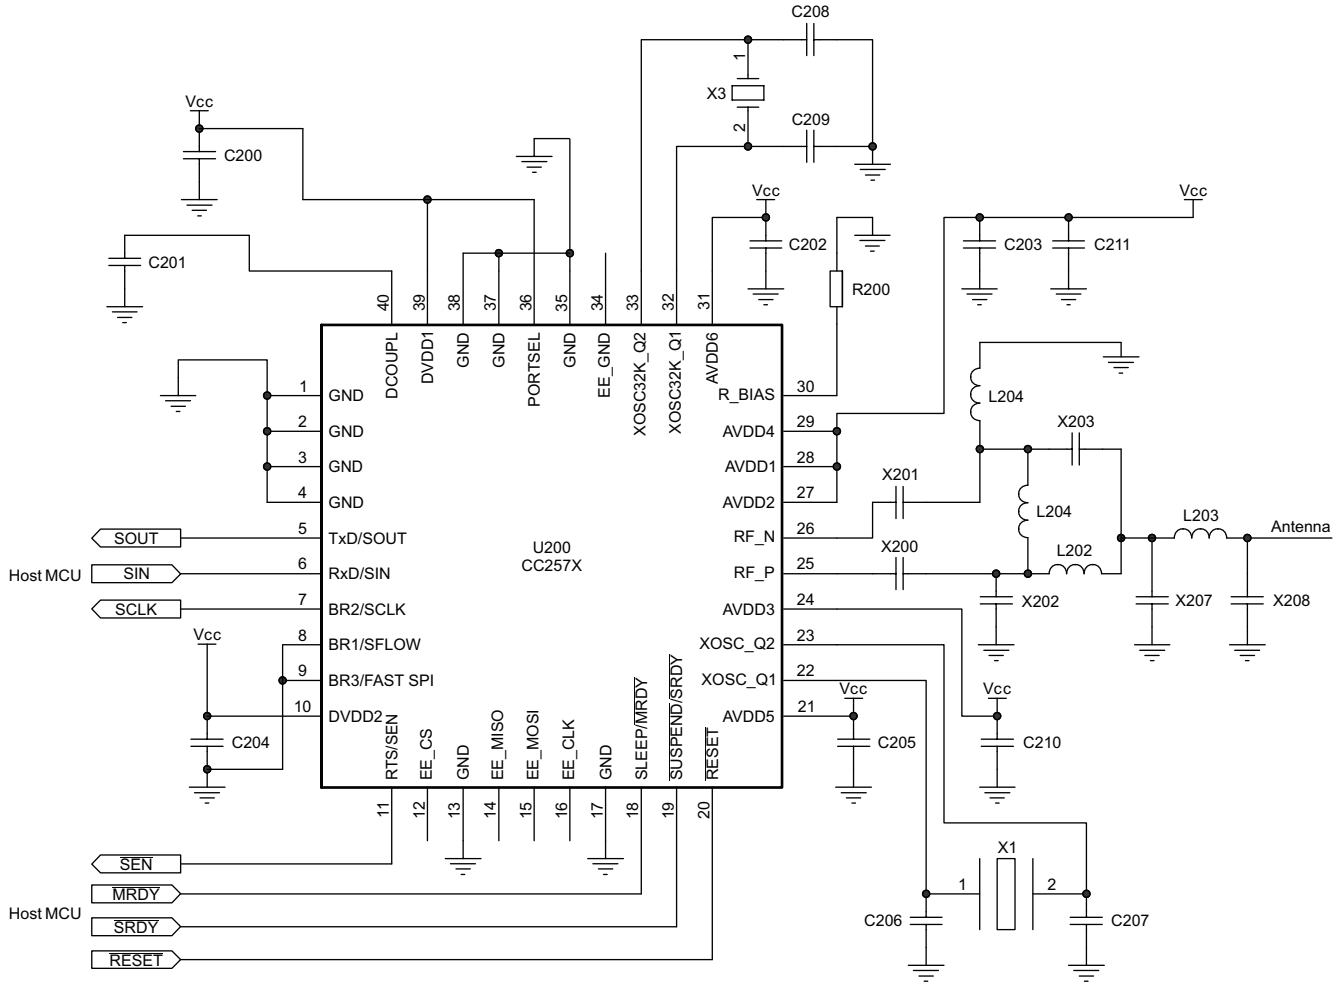 C208
1
X3
2
C209
Vcc
C200
Vcc
C202
Vcc
C203
C211
C201
R200
40
39
38
37
36
35
34
33
32
31
DCOUPL
DVDD1
GND
GND
PORTSEL
GND
EE_GND
XOSC32K_Q2
XOSC32K_Q1
AVDD6
1
GND
2
GND
3
GND
4
GND
SOUT
5
TxD/SOUT
Host MCU
SIN
6
RxD/SIN
SCLK
7
BR2/SCLK
Vcc
8
BR1/SFLOW
9
BR3/FAST SPI
10
DVDD2
C204
U200
CC257X
R_BIAS
30
AVDD4
29
AVDD1
28
AVDD2
27
RF_N
26
RF_P
25
AVDD3
24
XOSC_Q2
23
XOSC_Q1
22
AVDD5
21
L204
X203
X201
L204
X200
L202
L203
Antenna
X202
X207
X208
Vcc
C205
Vcc
C210
RTS/SEN
EE_CS
GND
EE_MISO
EE_MOSI
EE_CLK
GND
SLEEP/MRDY
SUSPEND/SRDY
RESET
11
12
13
14
15
16
17
18
19
20
SEN
Host MCU
MRDY
SRDY
RESET
X1
1
2
C206
C207